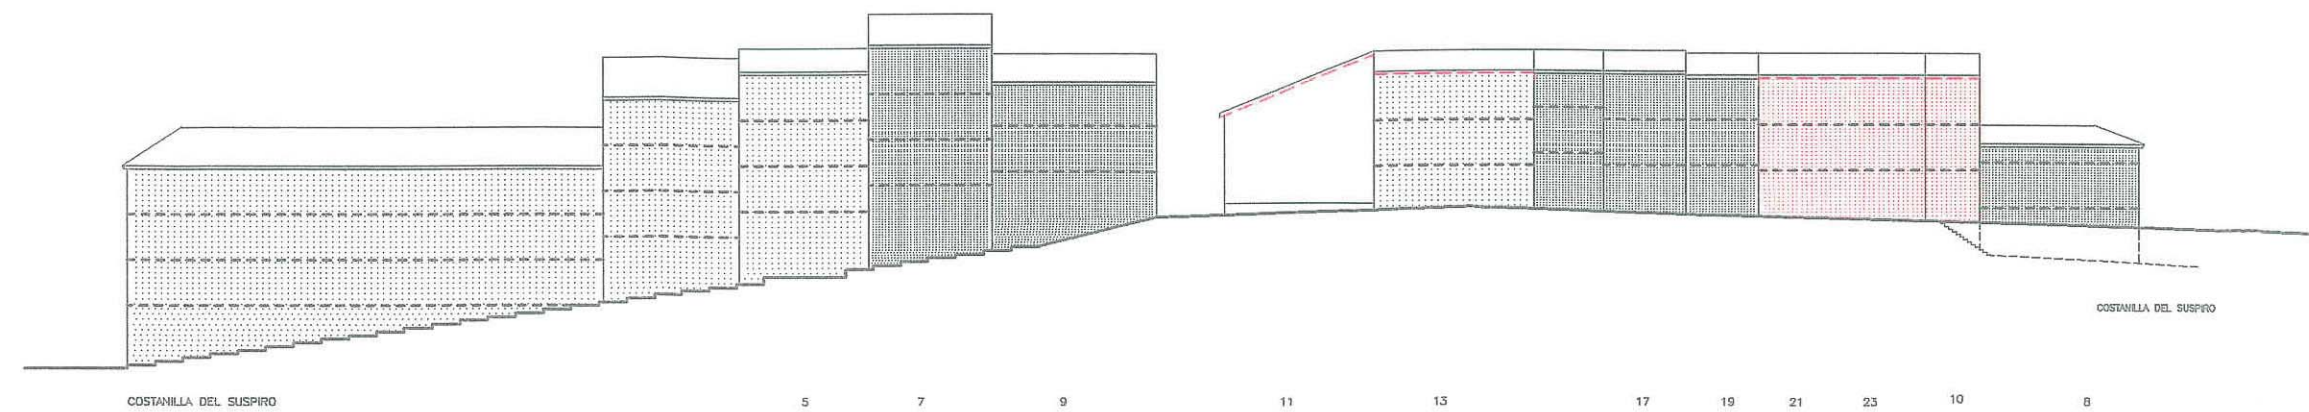 COSTANILLA DEL SUSPIRO
COSTANILLA DEL SUSPIRO 5 7 9 11 13 17 19 21 23 10 8